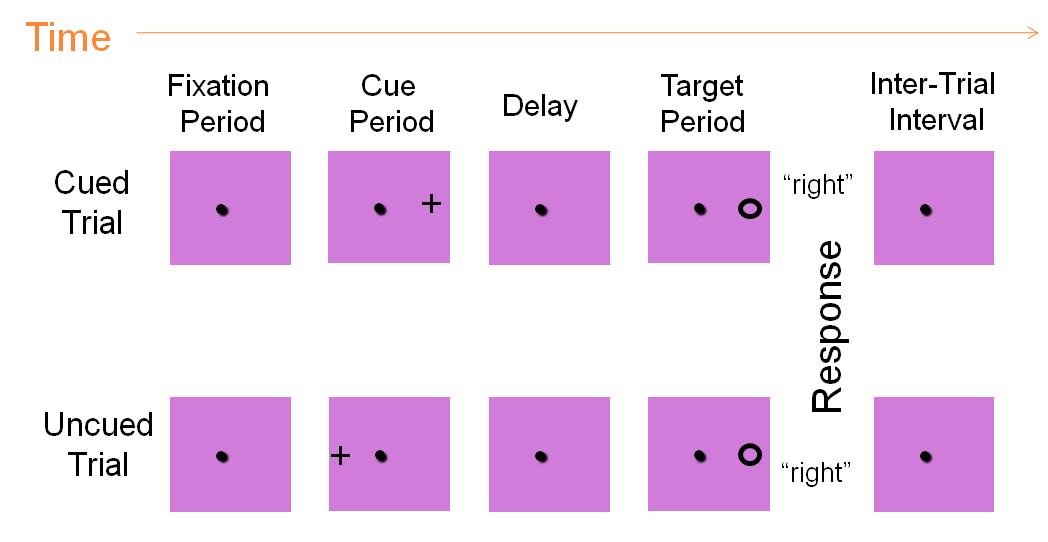 Time
Fixation
Period
Cue
Period
Delay
Target
Period
Inter-Trial
Interval
Cued
Trial
+
“right”
Response
Uncued
Trial
+
“right”